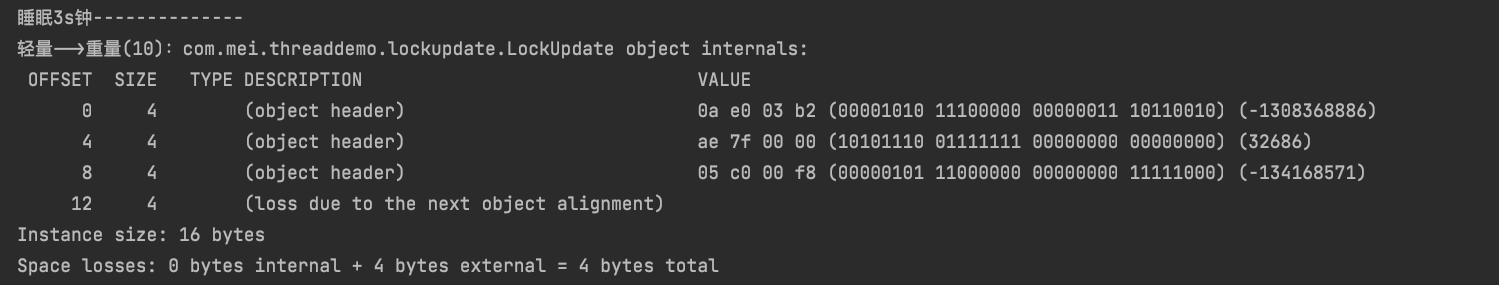 睡眠3s钟--------------
轻量——>重量(10)：com.mei.threaddemo.lockupdate.LockUpdate object internals:
OFFSET  SIZE   TYPE DESCRIPTION                               VALUE
0     4        (object header)                           0a e0 03 b2 (00001010 11100000 00000011 10110010) (-1308368886)
4     4        (object header)                           ae 7f 00 00 (10101110 01111111 00000000 00000000) (32686)
8     4        (object header)                           05 c0 00 f8 (00000101 11000000 00000000 11111000) (-134168571)
12     4        (loss due to the next object alignment)
Instance size: 16 bytes
Space losses: 0 bytes internal + 4 bytes external = 4 bytes total